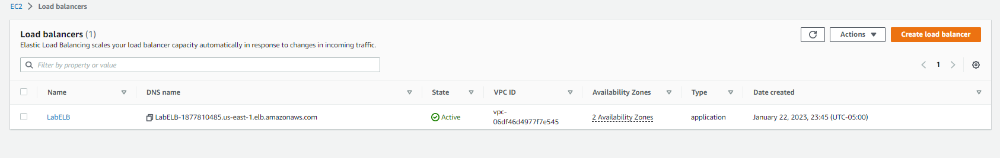 EC2 > Load balancers
Load balancers (1)
Elastic Load Balancing scales your load balancer capacity automatically in response to changes in incoming traffic.
Actions
Create load balancer
Filter by property or value
1
Name DNS name State VPC ID Availability Zones Type Date created
LabELB LabELB-1877810485.us-east-1.elb.amazonaws.com Active vpc-
06df46d4977f7e545 2 Availability Zones application January 22, 2023, 23:45 (UTC-05:00)